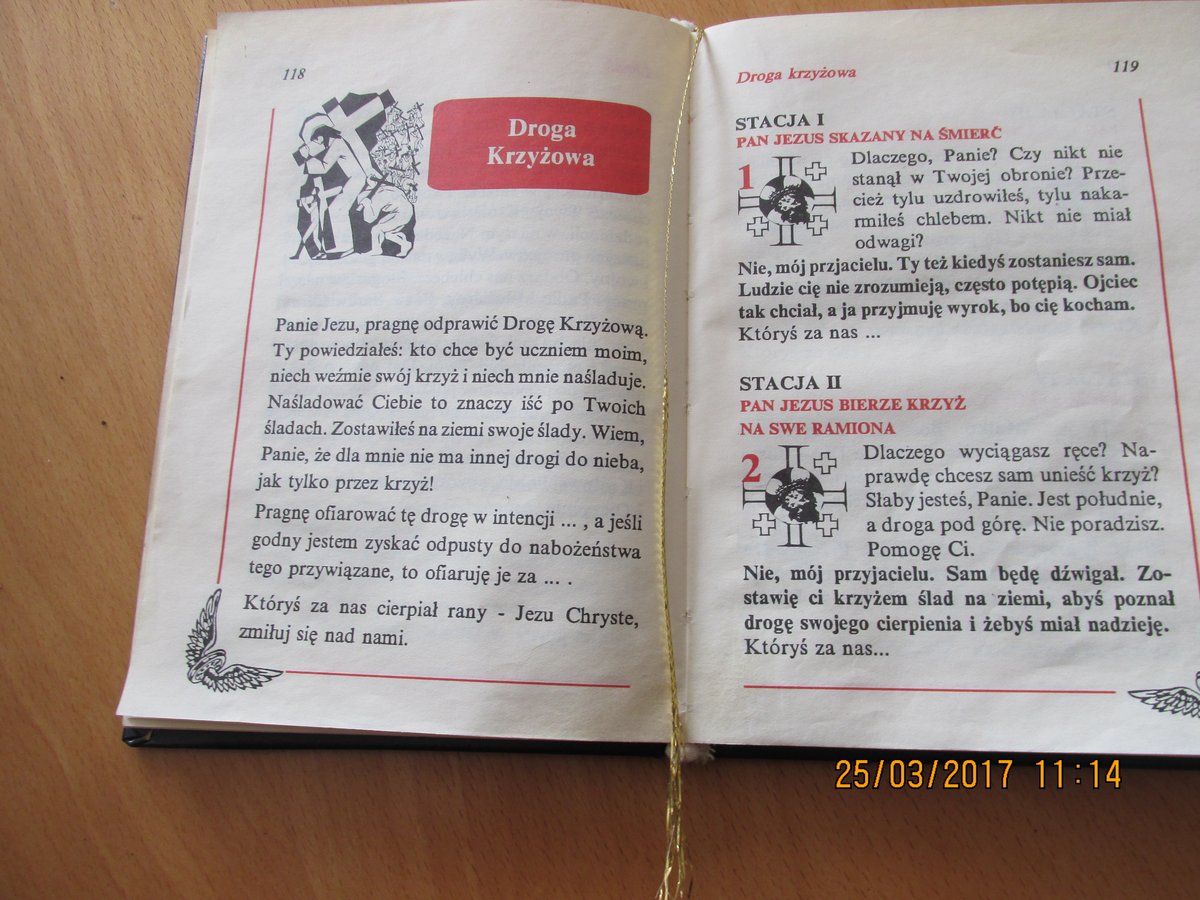 118
Droga
Krzyżowa
Panie Jezu, pragnę odprawić Drogę Krzyżową.
Ty powiedziałeś: kto chce być uczniem moim,
niech weźmie swój krzyż i niech mnie naśladuje.
Naśladować Ciebie to znaczy iść po Twoich
śladach. Zostawiłeś na ziemi swoje ślady. Wiem,
Panie, że dla mnie nie ma innej drogi do nieba,
jak tylko przez krzyż!
Pragnę ofiarować tę drogę w intencji ... , a jeśli
godny jestem zyskać odpusty do nabożeństwa
tego przywiązane, to ofiaruję je za ... .
Któryś za nas cierpiał rany - Jezu Chryste,
zmiłuj się nad nami.
Droga krzyżowa
119
STACJA I
PAN JEZUS SKAZANY NA ŚMIERČ
1
Dlaczego, Panie? Czy nikt nie
stanął w Twojej obronie? Prze-
cież tylu uzdrowiłeś, tylu naka-
rmiłeś chlebem. Nikt nie miał
odwagi?
Nie, mój przjacielu. Ty też kiedyś zostaniesz sam.
Ludzie cię nie zrozumieją, często potępią. Ojciec
tak chciał, a ja przyjmuję wyrok, bo cię kocham.
Któryś za nas ...
STACJA II
PAN JEZUS BIERZE KRZYŻ
NA SWE RAMIONA
2
Dlaczego wyciągasz ręce? Na-
prawdę chcesz sam unieść krzyż?
Słaby jesteś, Panie. Jest południe,
a droga pod górę. Nie poradzisz.
Pomogę Ci.
Nie, mój przyjacielu. Sam będę dźwigał. Zo-
stawię ci krzyżem ślad na ziemi, abyś poznał
drogę swojego cierpienia i żebyś miał nadzieję.
Któryś za nas...
25/03/2017 11:14